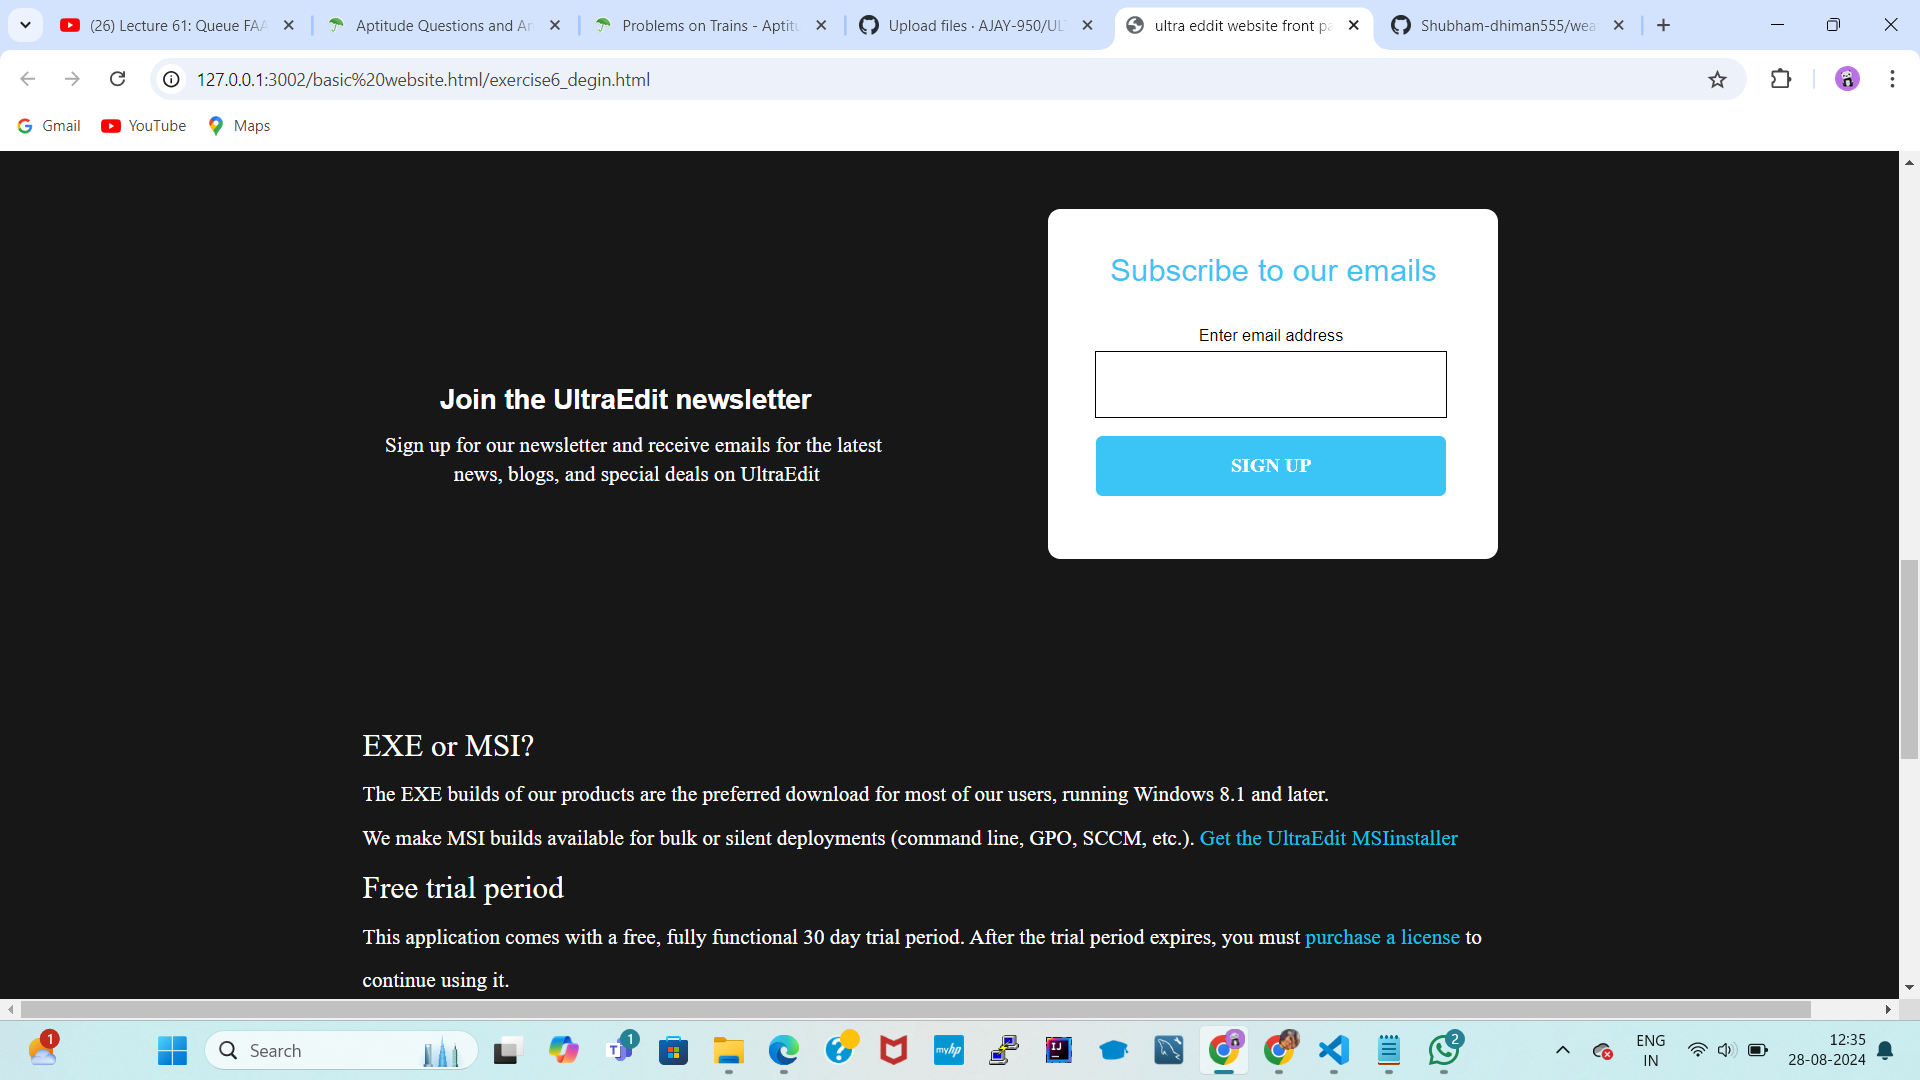 (26) Lecture 61: Queue FAA
Aptitude Questions and An
Problems on Trains - Aptitu
Upload files · AJAY-950/UL
ultra eddit website front pa
Shubham-dhiman555/wea
127.0.0.1:3002/basic%20website.html/exercise6_degin.html
Gmail
YouTube
Maps
Subscribe to our emails
Enter email address
SIGN UP
Join the UltraEdit newsletter
Sign up for our newsletter and receive emails for the latest
news, blogs, and special deals on UltraEdit
EXE or MSI?
The EXE builds of our products are the preferred download for most of our users, running Windows 8.1 and later.
We make MSI builds available for bulk or silent deployments (command line, GPO, SCCM, etc.). Get the UltraEdit MSIinstaller
Free trial period
This application comes with a free, fully functional 30 day trial period. After the trial period expires, you must purchase a license to
continue using it.
1
Search
1
myhp
IJ
2
ENG
IN
12:35
28-08-2024